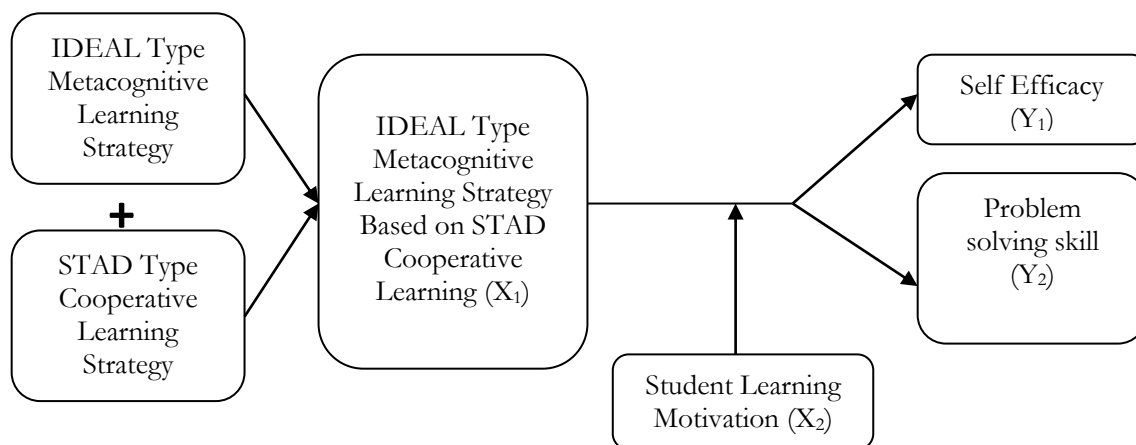 IDEAL Type
Metacognitive
Learning
Strategy
+
STAD Type
Cooperative
Learning
Strategy
IDEAL Type
Metacognitive
Learning Strategy
Based on STAD
Cooperative
Learning (X₁)
Self Efficacy
(Y₁)
Problem
solving skill
(Y₂)
Student Learning
Motivation (X₂)